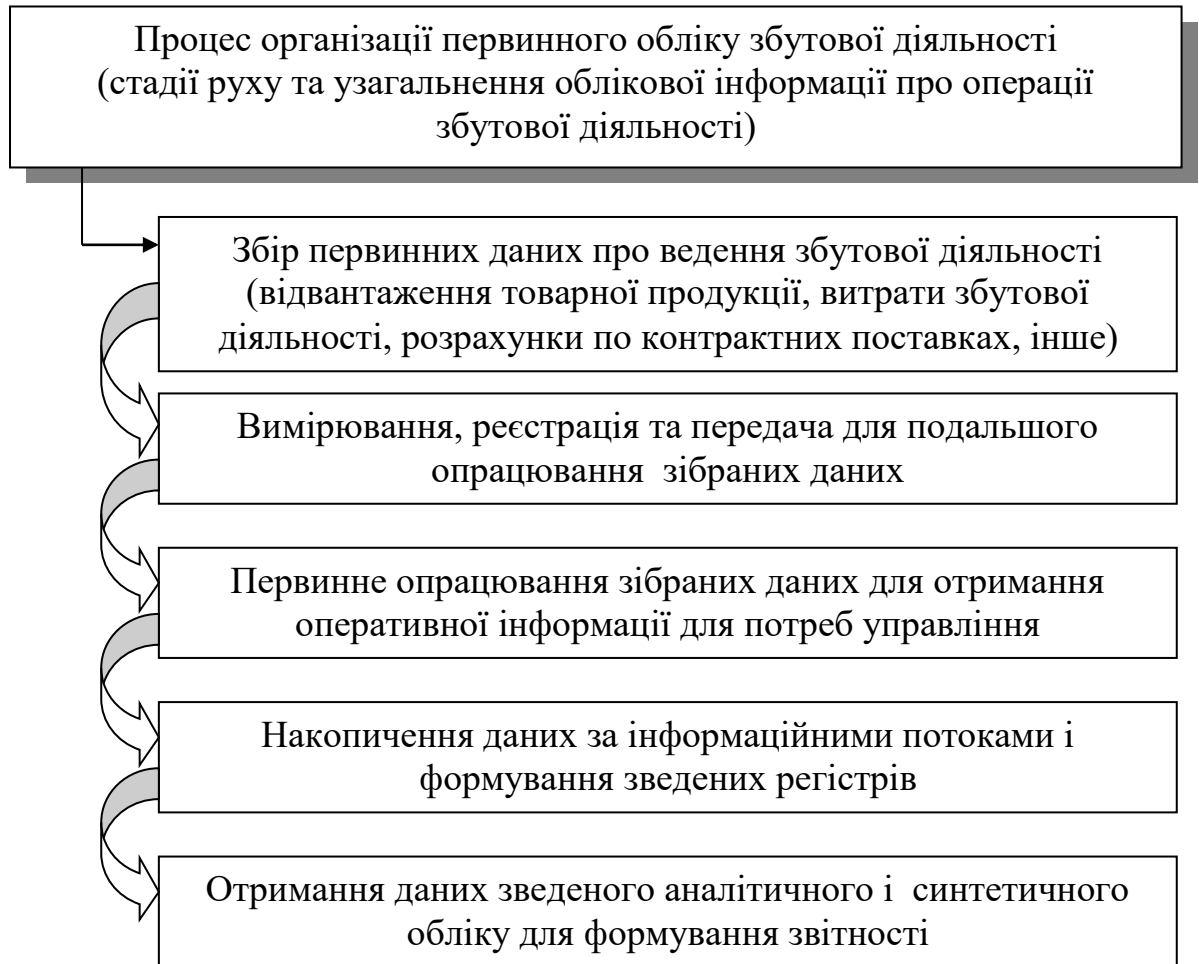 Процес організації первинного обліку збутової діяльності
(стадії руху та узагальнення облікової інформації про операції
збутової діяльності)
Збір первинних даних про ведення збутової діяльності
(відвантаження товарної продукції, витрати збутової
діяльності, розрахунки по контрактних поставках, інше)
Вимірювання, реєстрація та передача для подальшого
опрацювання зібраних даних
Первинне опрацювання зібраних даних для отримання
оперативної інформації для потреб управління
Накопичення даних за інформаційними потоками і
формування зведених регістрів
Отримання даних зведеного аналітичного і синтетичного
обліку для формування звітності